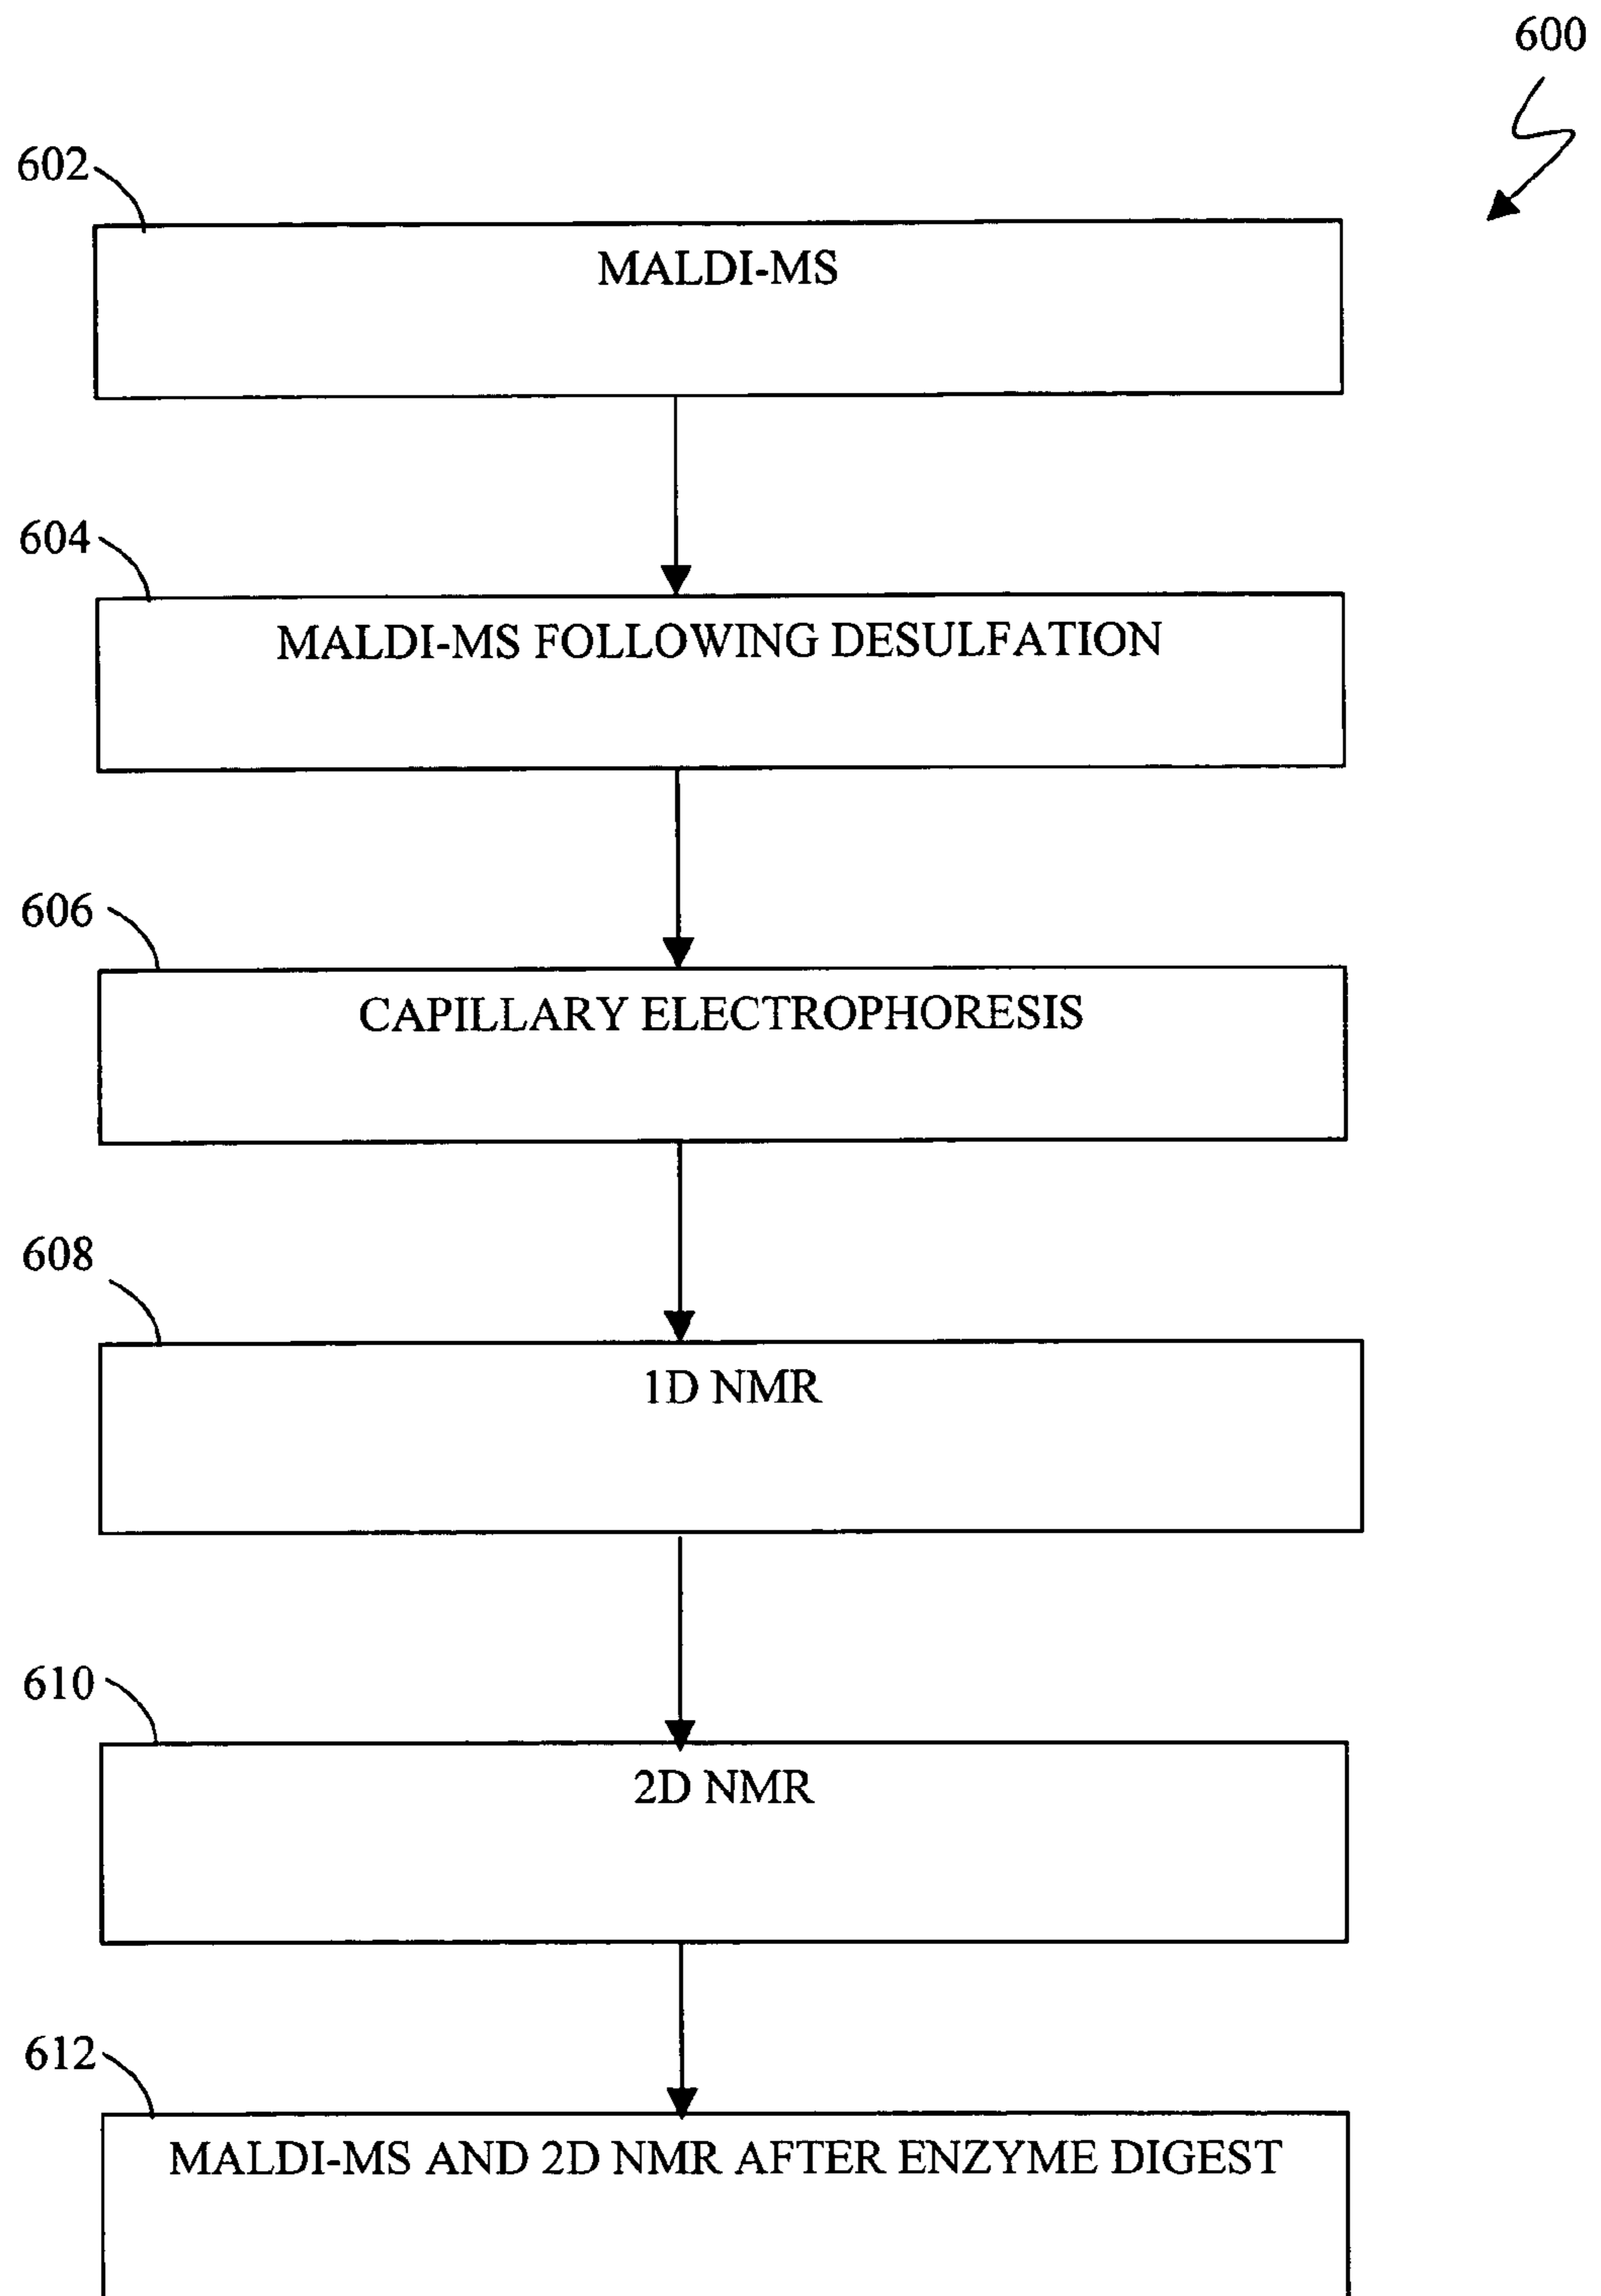 600
602
MALDI-MS
604
MALDI-MS FOLLOWING DESULFATION
606
CAPILLARY ELECTROPHORESIS
608
1D NMR
610
2D NMR
612
MALDI-MS AND 2D NMR AFTER ENZYME DIGEST